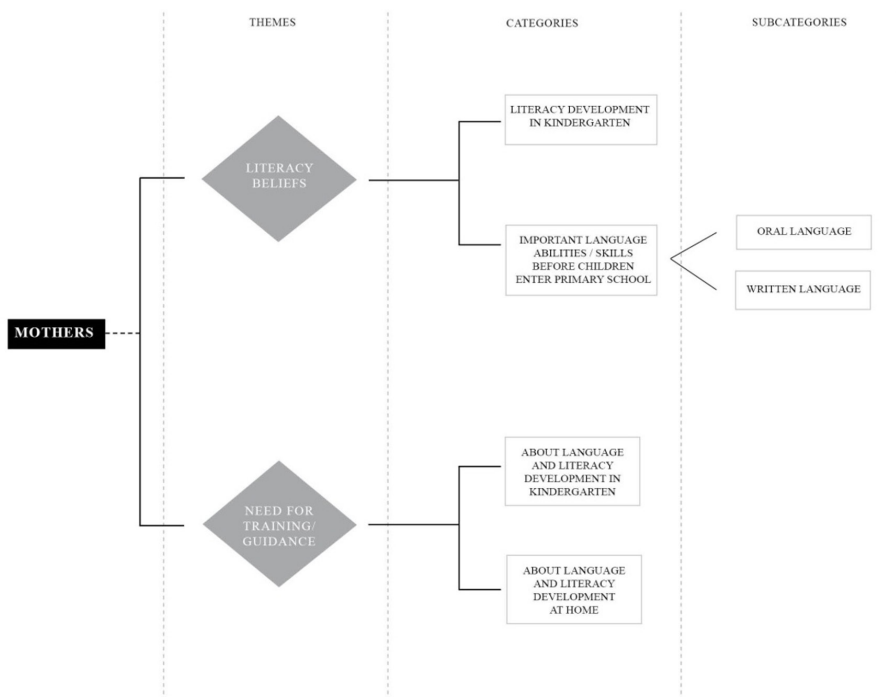 THEMES
CATEGORIES
SUBCATEGORIES
LITERACY
BELIEFS
LITERACY DEVELOPMENT
IN KINDERGARTEN
IMPORTANT LANGUAGE
ABILITIES / SKILLS
BEFORE CHILDREN
ENTER PRIMARY SCHOOL
ORAL LANGUAGE
WRITTEN LANGUAGE
MOTHERS
NEED FOR
TRAINING/
GUIDANCE
ABOUT LANGUAGE
AND LITERACY
DEVELOPMENT IN
KINDERGARTEN
ABOUT LANGUAGE
AND LITERACY
DEVELOPMENT
AT HOME